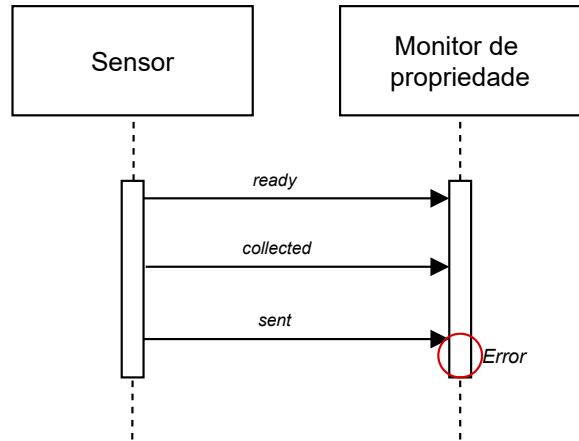 Sensor
Monitor de
propriedade
ready
collected
sent
Error